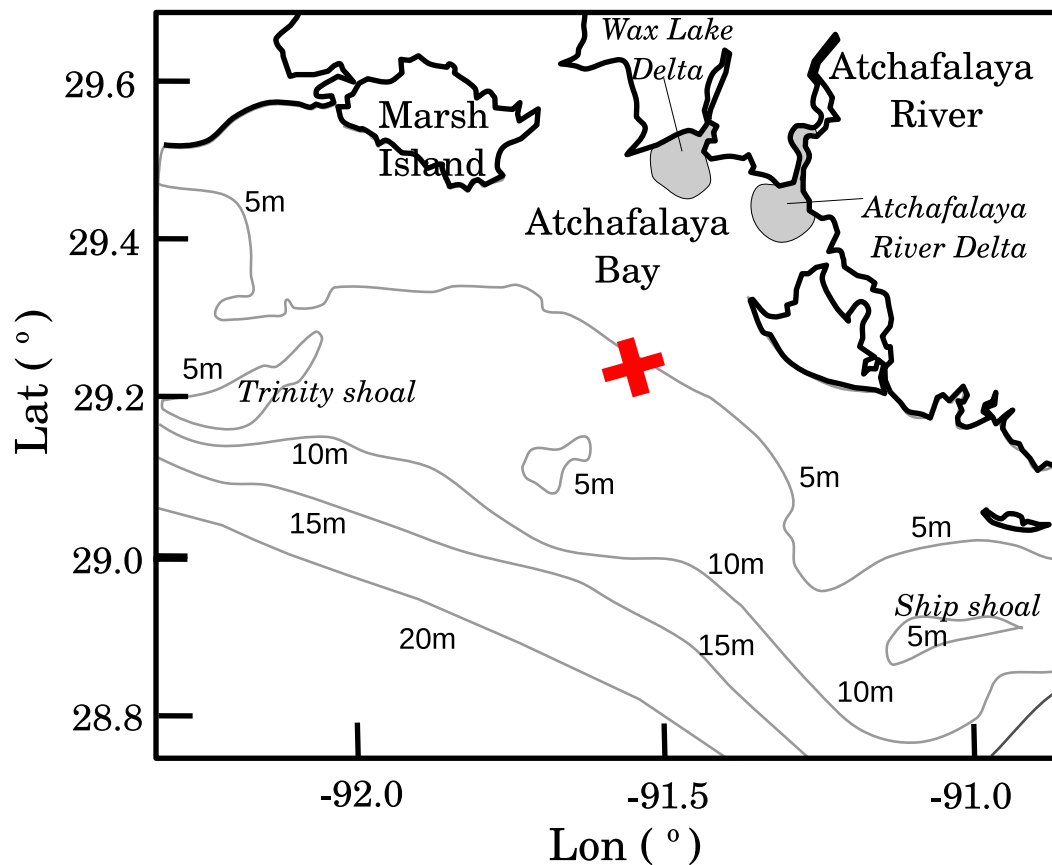 Wax Lake
Delta
Atchafalaya
River
29.6
Marsh
Island
5m
Atchafalaya
River Delta
Atchafalaya
Bay
29.4
Lat ( º )
5m
Trinity shoal
29.2
10m
5m
5m
15m
5m
29.0
10m
Ship shoal
5m
20m
15m
10m
28.8
-92.0
-91.5
-91.0
Lon ( º )